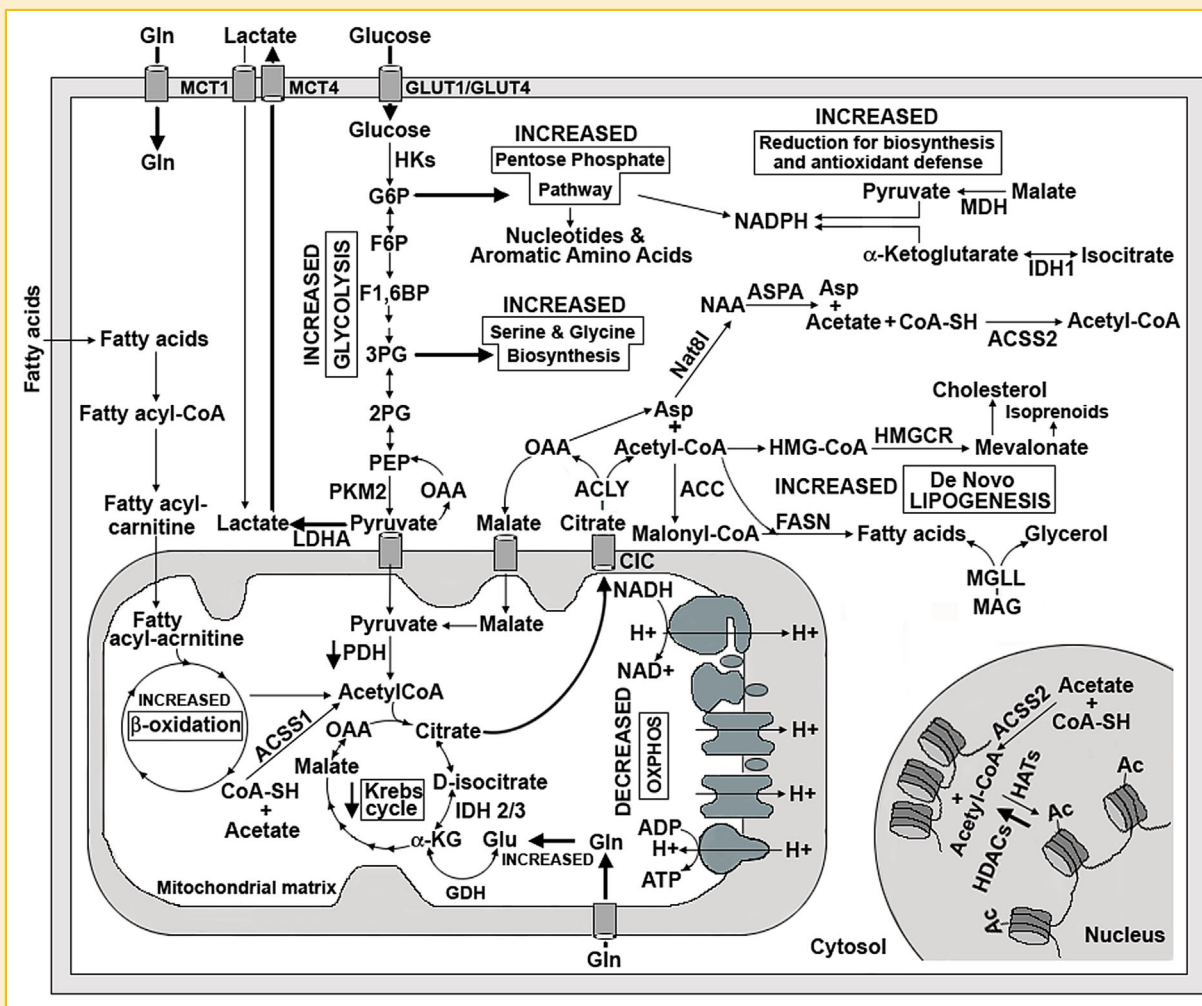 Gln
Lactate
Glucose
MCT1
MCT4
GLUT1/GLUT4
Gln
Glucose
HKs
G6P
F6P
F1,6BP
3PG
2PG
PEP
PKM2
OAA
Pyruvate
LDHA
Lactate
INCREASED
GLYCOLYSIS
INCREASED
Pentose Phosphate
Pathway
Nucleotides &
Aromatic Amino Acids
INCREASED
Serine & Glycine
Biosynthesis
INCREASED
Reduction for biosynthesis
and antioxidant defense
Pyruvate
Malate
MDH
NADPH
α-Ketoglutarate
Isocitrate
IDH1
NAA
ASPA
Asp
+
Acetate + CoA-SH
ACSS2
Acetyl-CoA
Nat8l
Asp
+
Acetyl-CoA
OAA
ACLY
Malate
Citrate
CIC
ACC
Malonyl-CoA
HMG-CoA
HMGCR
Mevalonate
Cholesterol
Isoprenoids
INCREASED
De Novo
LIPOGENESIS
FASN
Fatty acids
Glycerol
MGLL
MAG
Fatty acids
Fatty acids
Fatty acyl-CoA
Fatty acyl-
carnitine
Fatty
acyl-acrnitine
INCREASED
β-oxidation
Pyruvate
Malate
PDH
AcetylCoA
ACSS1
CoA-SH
+
Acetate
OAA
Citrate
Malate
Krebs
cycle
D-isocitrate
IDH 2/3
α-KG
Glu
Gln
INCREASED
GDH
Gln
Mitochondrial matrix
NADH
H+
H+
NAD+
DECREASED
OXPHOS
H+
H+
ADP
H+
H+
ATP
Cytosol
Acetate
+
CoA-SH
ACSS2
Acetyl-CoA
+
HATs
HDACs
Ac
Ac
Ac
Nucleus